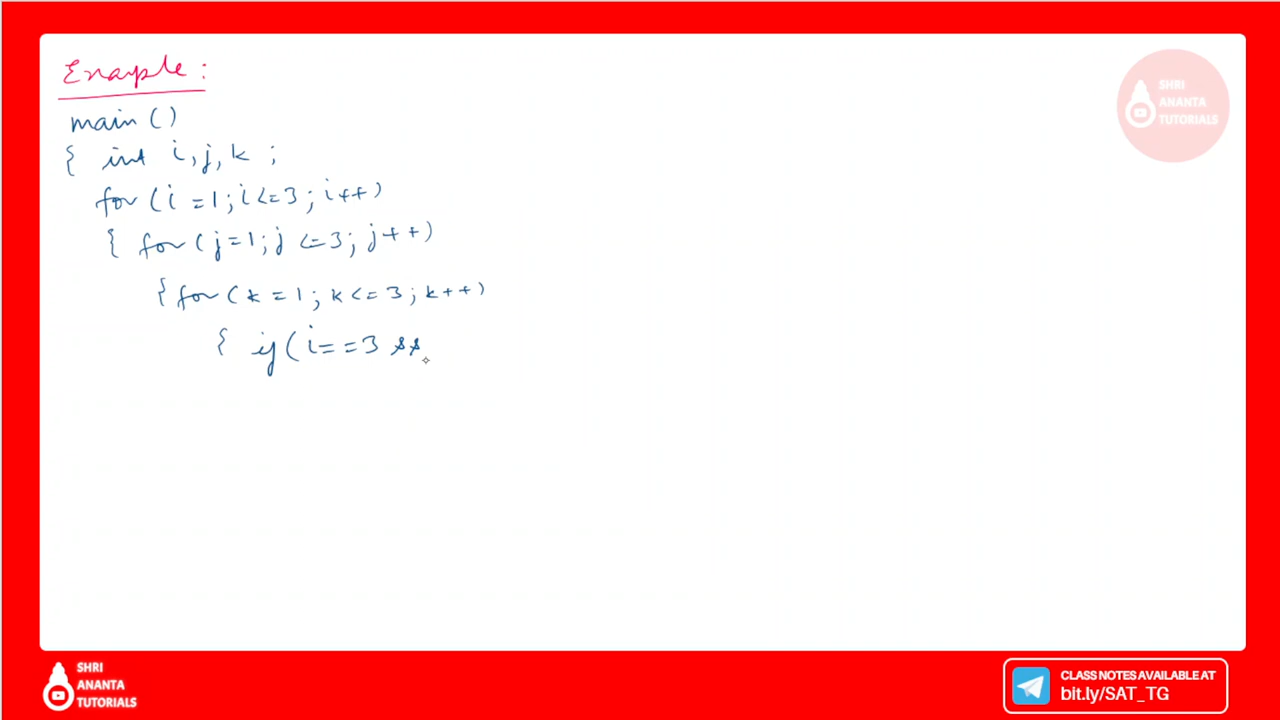 Example :
main ()
{ int i, j, k ;
for (i = 1; i <= 3; i++)
{ for (j = 1; j <= 3; j++)
{ for (k = 1; k <= 3; k++)
{ if (i == 3 &&
SHRI
ANANTA
TUTORIALS
SHRI
ANANTA
TUTORIALS
CLASS NOTES AVAILABLE AT
bit.ly/SAT_TG